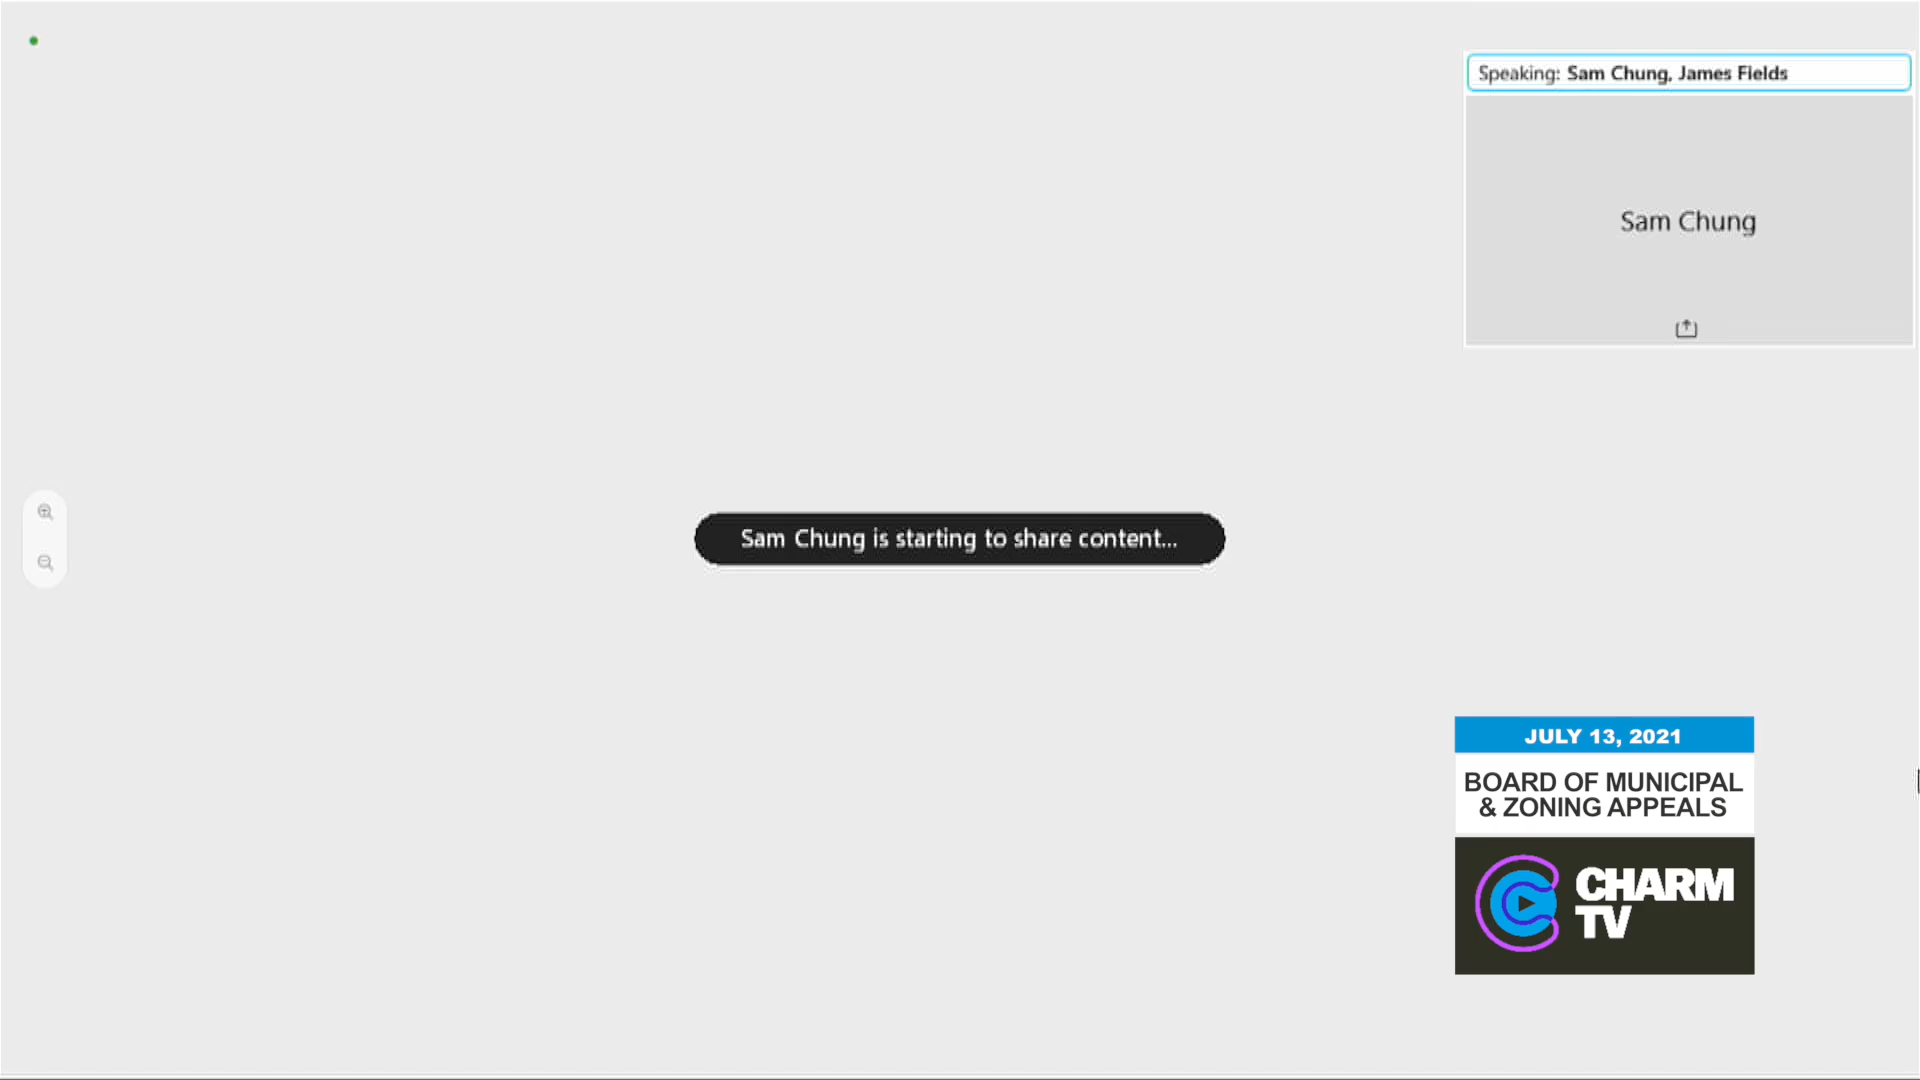 Speaking: Sam Chung, James Fields
Sam Chung
Sam Chung is starting to share content...
JULY 13, 2021
BOARD OF MUNICIPAL
& ZONING APPEALS
CHARM
TV